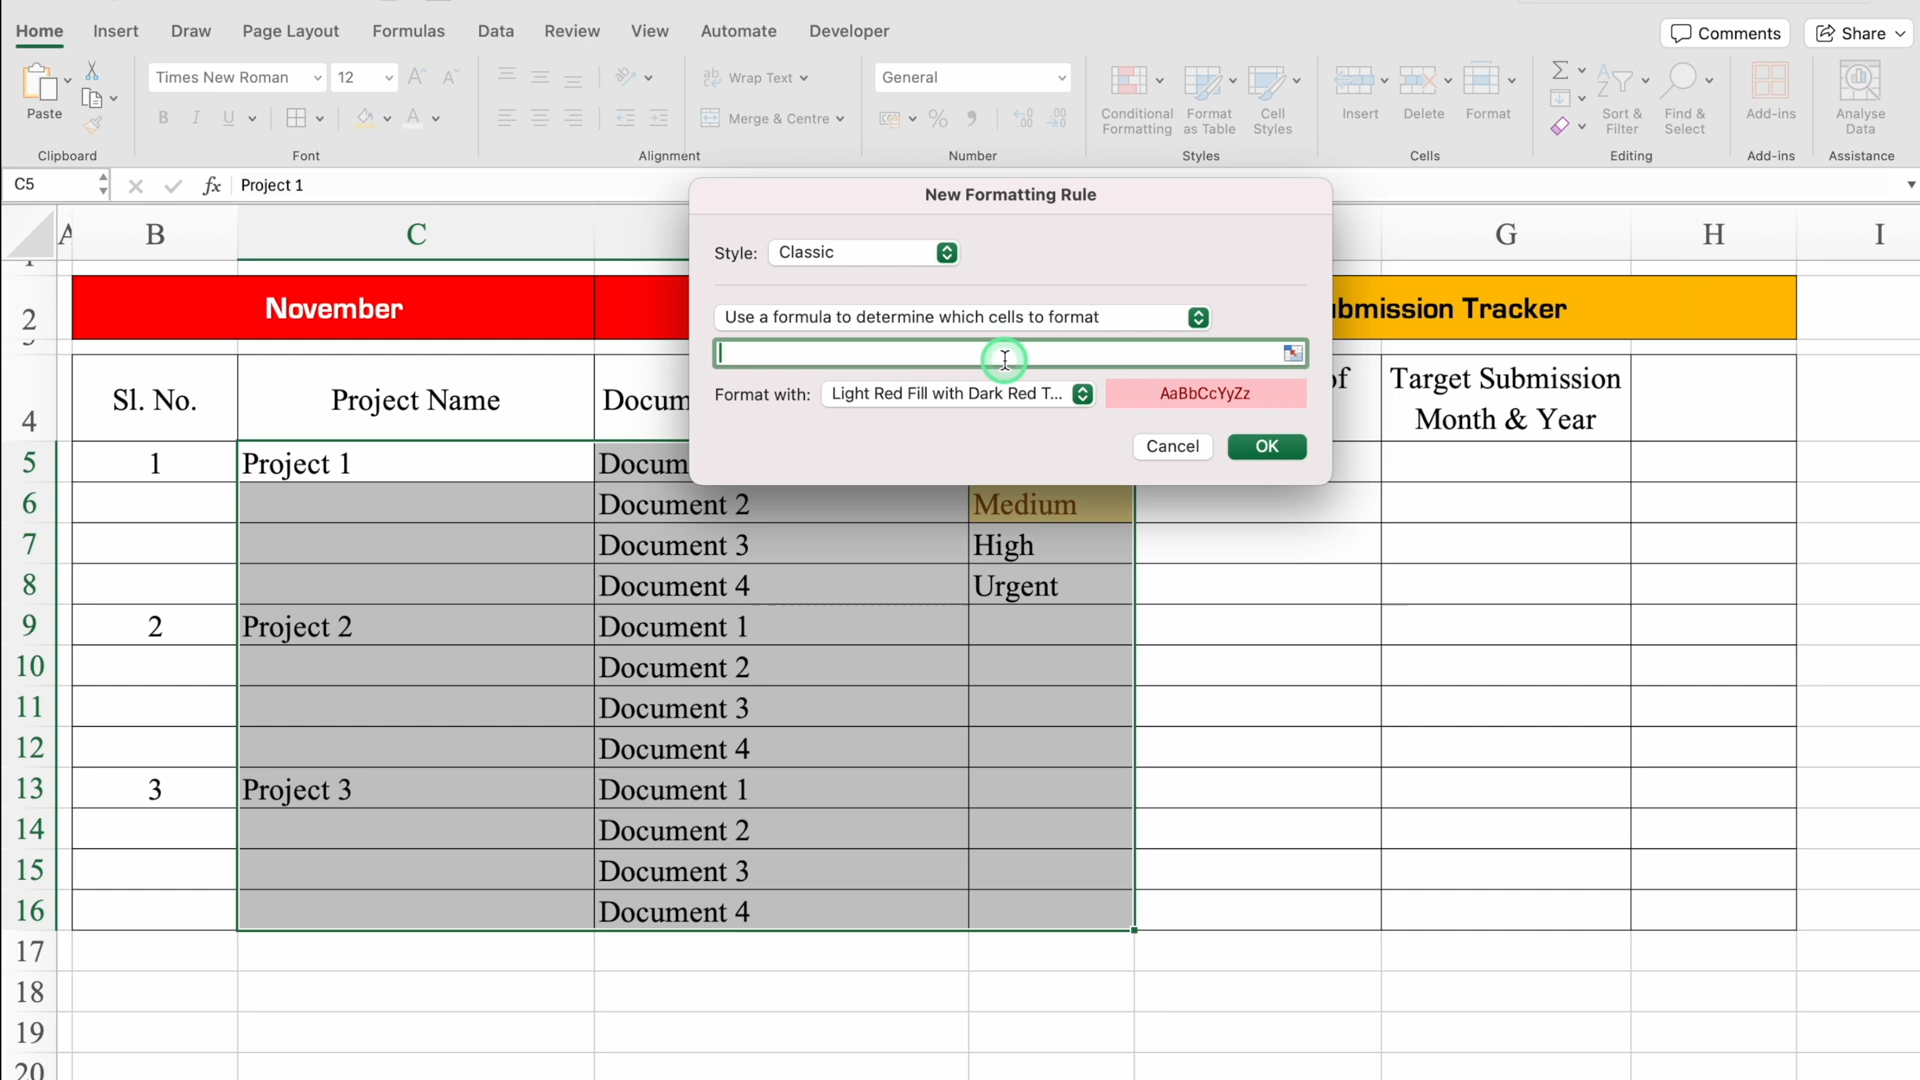 Home Insert Draw Page Layout Formulas Data Review View Automate Developer Comments Share
Times New Roman 12 Wrap Text General
Paste B I U Merge & Centre % Conditional Formatting Format as Table Cell Styles Insert Delete Format Sort & Filter Find & Select Add-ins Analyse Data
Clipboard Font Alignment Number Styles Cells Editing Add-ins Assistance
C5 fx Project 1
New Formatting Rule
Style: Classic
Use a formula to determine which cells to format
Format with: Light Red Fill with Dark Red T... AaBbCcYyZz
Cancel OK
A B C G H I
2 November bmission Tracker
4 Sl. No. Project Name Docum of Target Submission Month & Year
5 1 Project 1 Docum
6 Document 2 Medium
7 Document 3 High
8 Document 4 Urgent
9 2 Project 2 Document 1
10 Document 2
11 Document 3
12 Document 4
13 3 Project 3 Document 1
14 Document 2
15 Document 3
16 Document 4
17
18
19
20